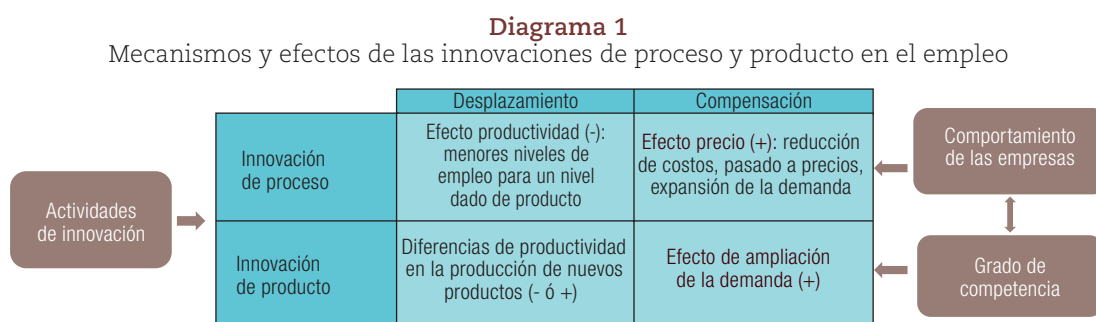 Diagrama 1
Mecanismos y efectos de las innovaciones de proceso y producto en el empleo
Desplazamiento
Compensación
Innovación
de proceso
Efecto productividad (-):
menores niveles de
empleo para un nivel
dado de producto
Efecto precio (+): reducción
de costos, pasado a precios,
expansión de la demanda
Comportamiento
de las empresas
Actividades
de innovación
Innovación
de producto
Diferencias de productividad
en la producción de nuevos
productos (- ó +)
Efecto de ampliación
de la demanda (+)
Grado de
competencia